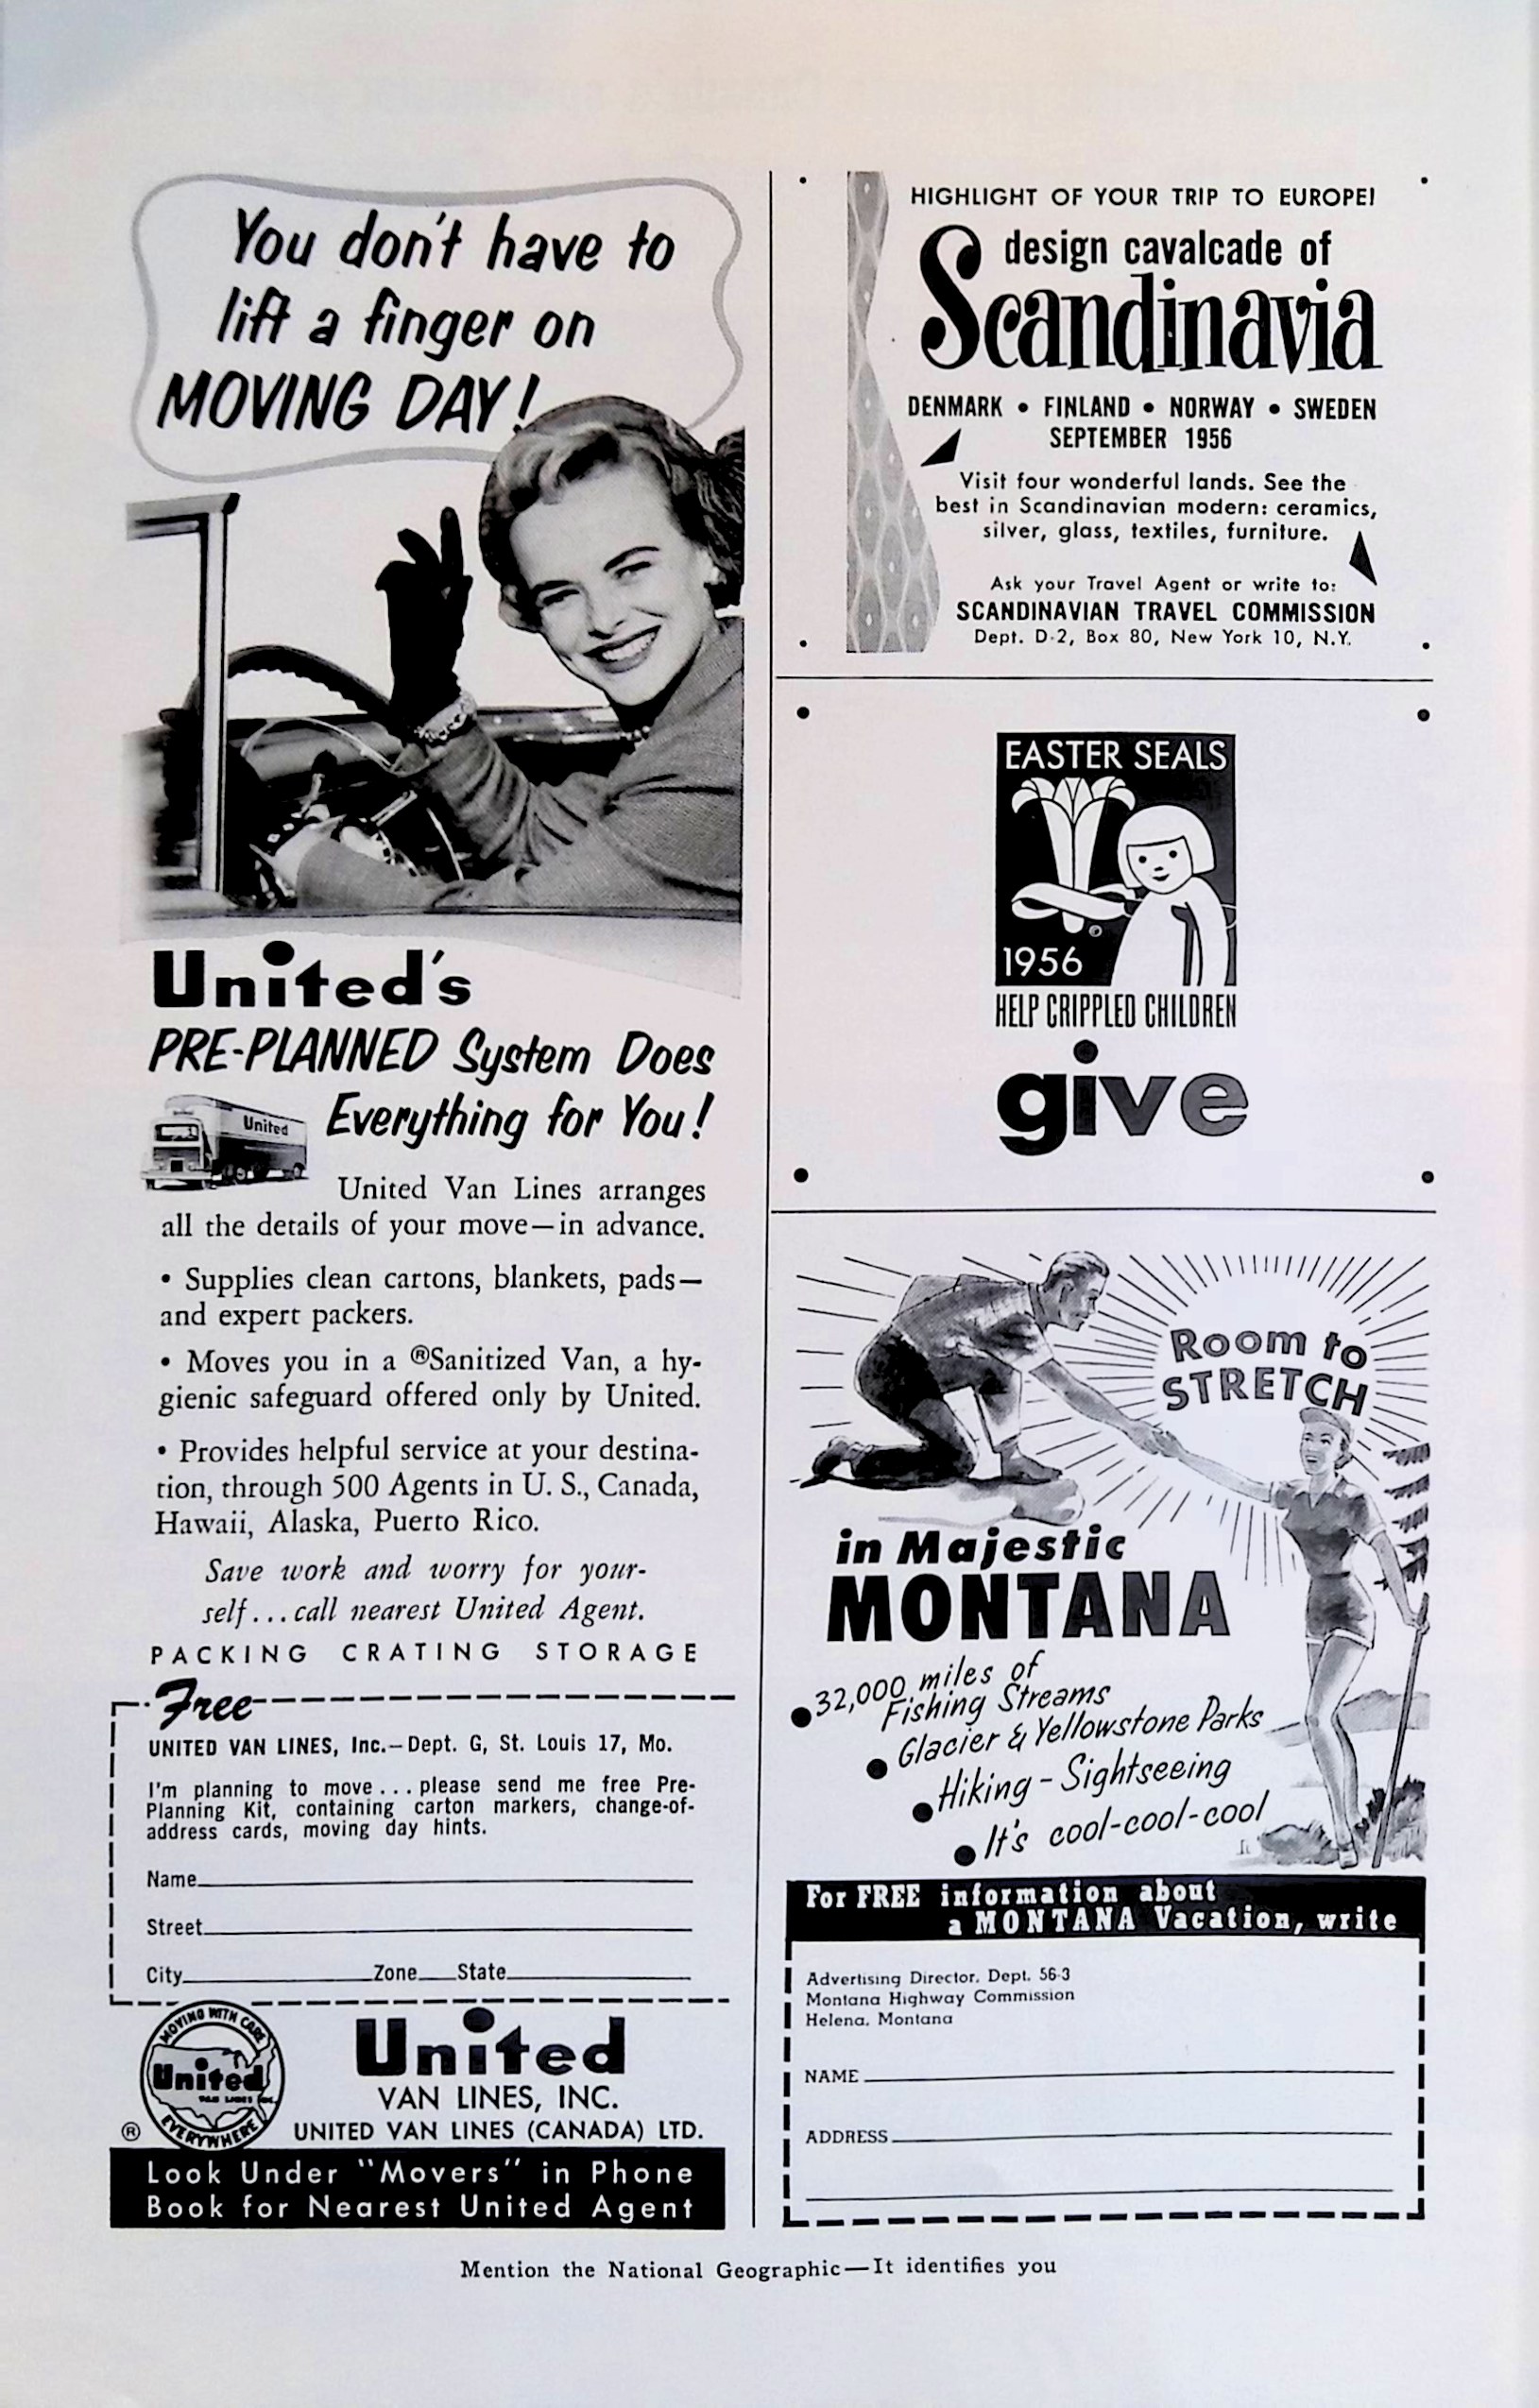 You don't have to
lift a finger on
MOVING DAY!
United's
PRE-PLANNED System Does
Everything for You!
United
United Van Lines arranges
all the details of your move—in advance.
• Supplies clean cartons, blankets, pads—
and expert packers.
• Moves you in a ®Sanitized Van, a hy-
gienic safeguard offered only by United.
• Provides helpful service at your destina-
tion, through 500 Agents in U. S., Canada,
Hawaii, Alaska, Puerto Rico.
Save work and worry for your-
self...call nearest United Agent.
PACKING CRATING STORAGE
Free
UNITED VAN LINES, Inc.—Dept. G, St. Louis 17, Mo.
I'm planning to move... please send me free Pre-
Planning Kit, containing carton markers, change-of-
address cards, moving day hints.
Name
Street
City Zone State
MOVING WITH CARE
United
VAN LINES INC.
EVERYWHERE
®
United
VAN LINES, INC.
UNITED VAN LINES (CANADA) LTD.
Look Under "Movers" in Phone
Book for Nearest United Agent
HIGHLIGHT OF YOUR TRIP TO EUROPE!
design cavalcade of
Scandinavia
DENMARK • FINLAND • NORWAY • SWEDEN
SEPTEMBER 1956
Visit four wonderful lands. See the
best in Scandinavian modern: ceramics,
silver, glass, textiles, furniture.
Ask your Travel Agent or write to:
SCANDINAVIAN TRAVEL COMMISSION
Dept. D-2, Box 80, New York 10, N.Y.
EASTER SEALS
©
1956
HELP CRIPPLED CHILDREN
give
Room to
STRETCH
in Majestic
MONTANA
• 32,000 miles of
Fishing Streams
• Glacier & Yellowstone Parks
• Hiking - Sightseeing
• It's cool-cool-cool
For FREE information about
a MONTANA Vacation, write
Advertising Director, Dept. 56-3
Montana Highway Commission
Helena, Montana
NAME
ADDRESS
Mention the National Geographic—It identifies you